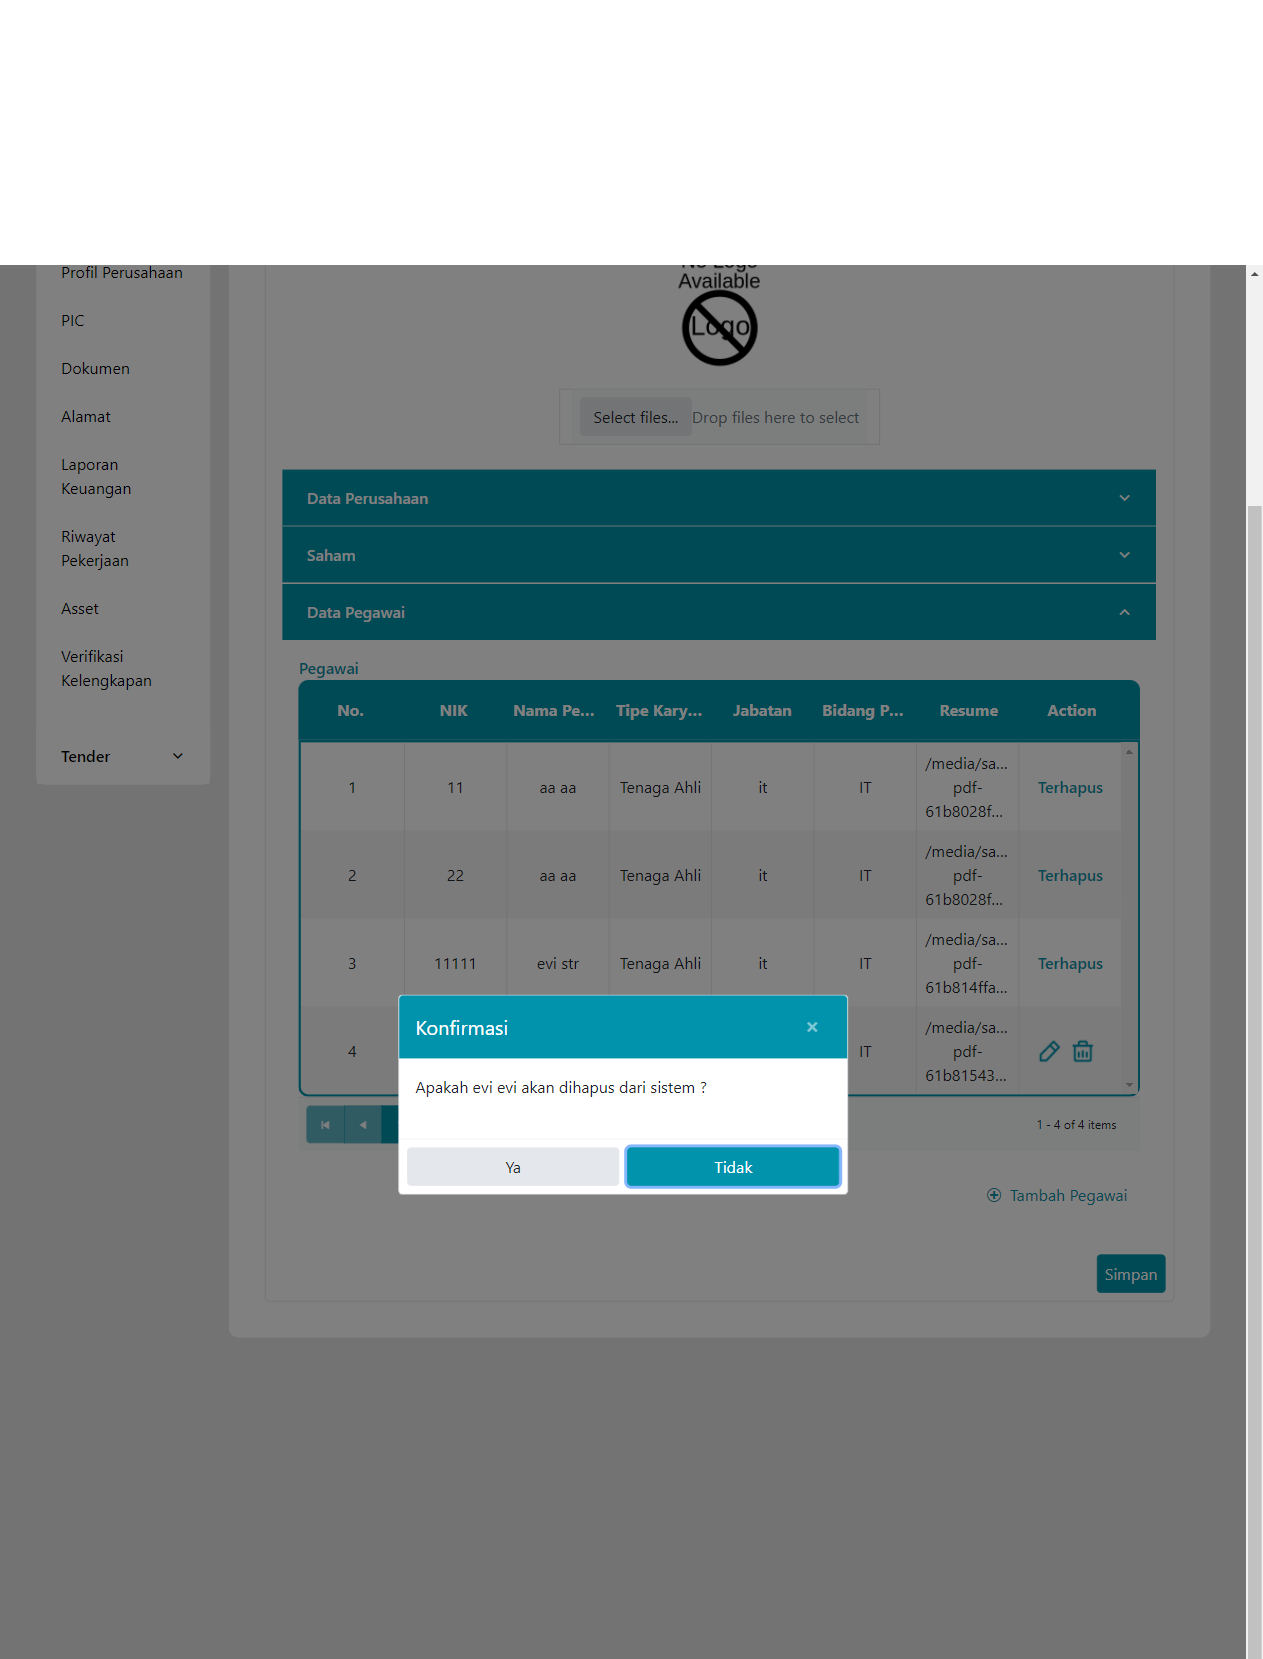 Profil Perusahaan
PIC
Dokumen
Alamat
Laporan
Keuangan
Riwayat
Pekerjaan
Asset
Verifikasi
Kelengkapan
Tender
No Logo
Available
Logo
Select files...
Drop files here to select
Data Perusahaan
Saham
Data Pegawai
Pegawai
No. NIK Nama Pe... Tipe Kary... Jabatan Bidang P... Resume Action
/media/sa...
1 11 aa aa Tenaga Ahli it IT pdf- Terhapus
61b8028f...
/media/sa...
2 22 aa aa Tenaga Ahli it IT pdf- Terhapus
61b8028f...
/media/sa...
3 11111 evi str Tenaga Ahli it IT pdf- Terhapus
61b814ffa...
/media/sa...
4 IT pdf-
61b81543...
1 - 4 of 4 items
Konfirmasi
Apakah evi evi akan dihapus dari sistem ?
Ya
Tidak
Tambah Pegawai
Simpan